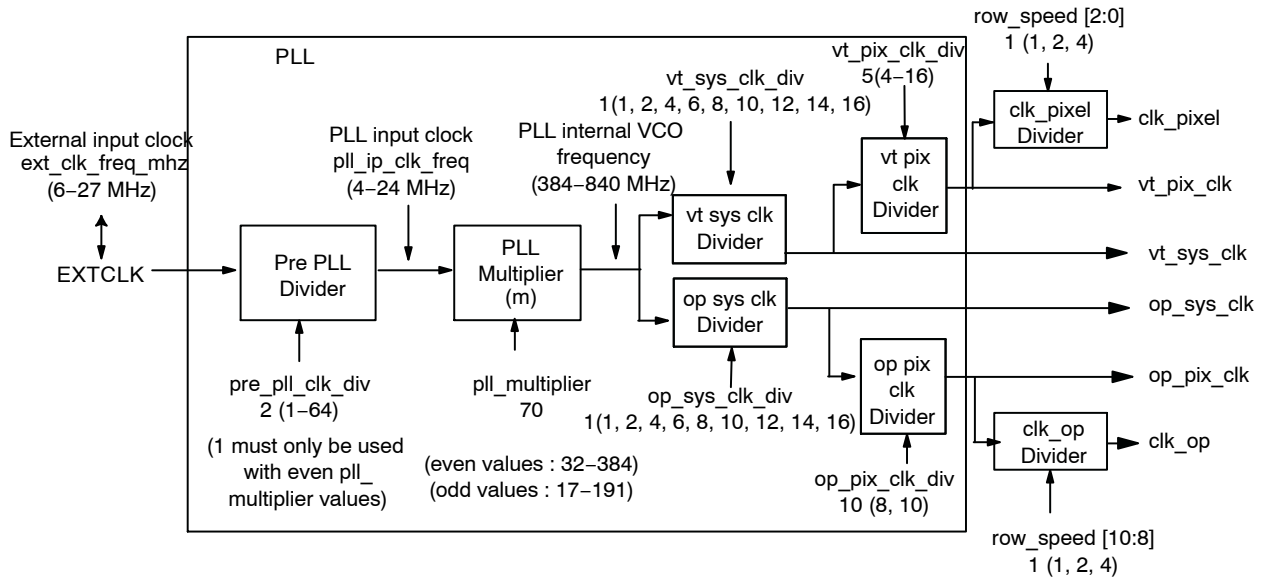 row_speed [2:0]
1 (1, 2, 4)
PLL
vt_pix_clk_div
5(4–16)
vt_sys_clk_div
1(1, 2, 4, 6, 8, 10, 12, 14, 16)
clk_pixel
Divider
clk_pixel
External input clock
ext_clk_freq_mhz
(6–27 MHz)
PLL input clock
pll_ip_clk_freq
(4–24 MHz)
PLL internal VCO
frequency
(384–840 MHz)
vt pix
clk
Divider
vt_pix_clk
vt sys clk
Divider
vt_sys_clk
EXTCLK
Pre PLL
Divider
PLL
Multiplier
(m)
op sys clk
Divider
op_sys_clk
op pix
clk
Divider
op_pix_clk
pre_pll_clk_div
2 (1–64)
(1 must only be used
with even pll_
multiplier values)
pll_multiplier
70
(even values : 32–384)
(odd values : 17–191)
op_sys_clk_div
1(1, 2, 4, 6, 8, 10, 12, 14, 16)
clk_op
Divider
clk_op
op_pix_clk_div
10 (8, 10)
row_speed [10:8]
1 (1, 2, 4)